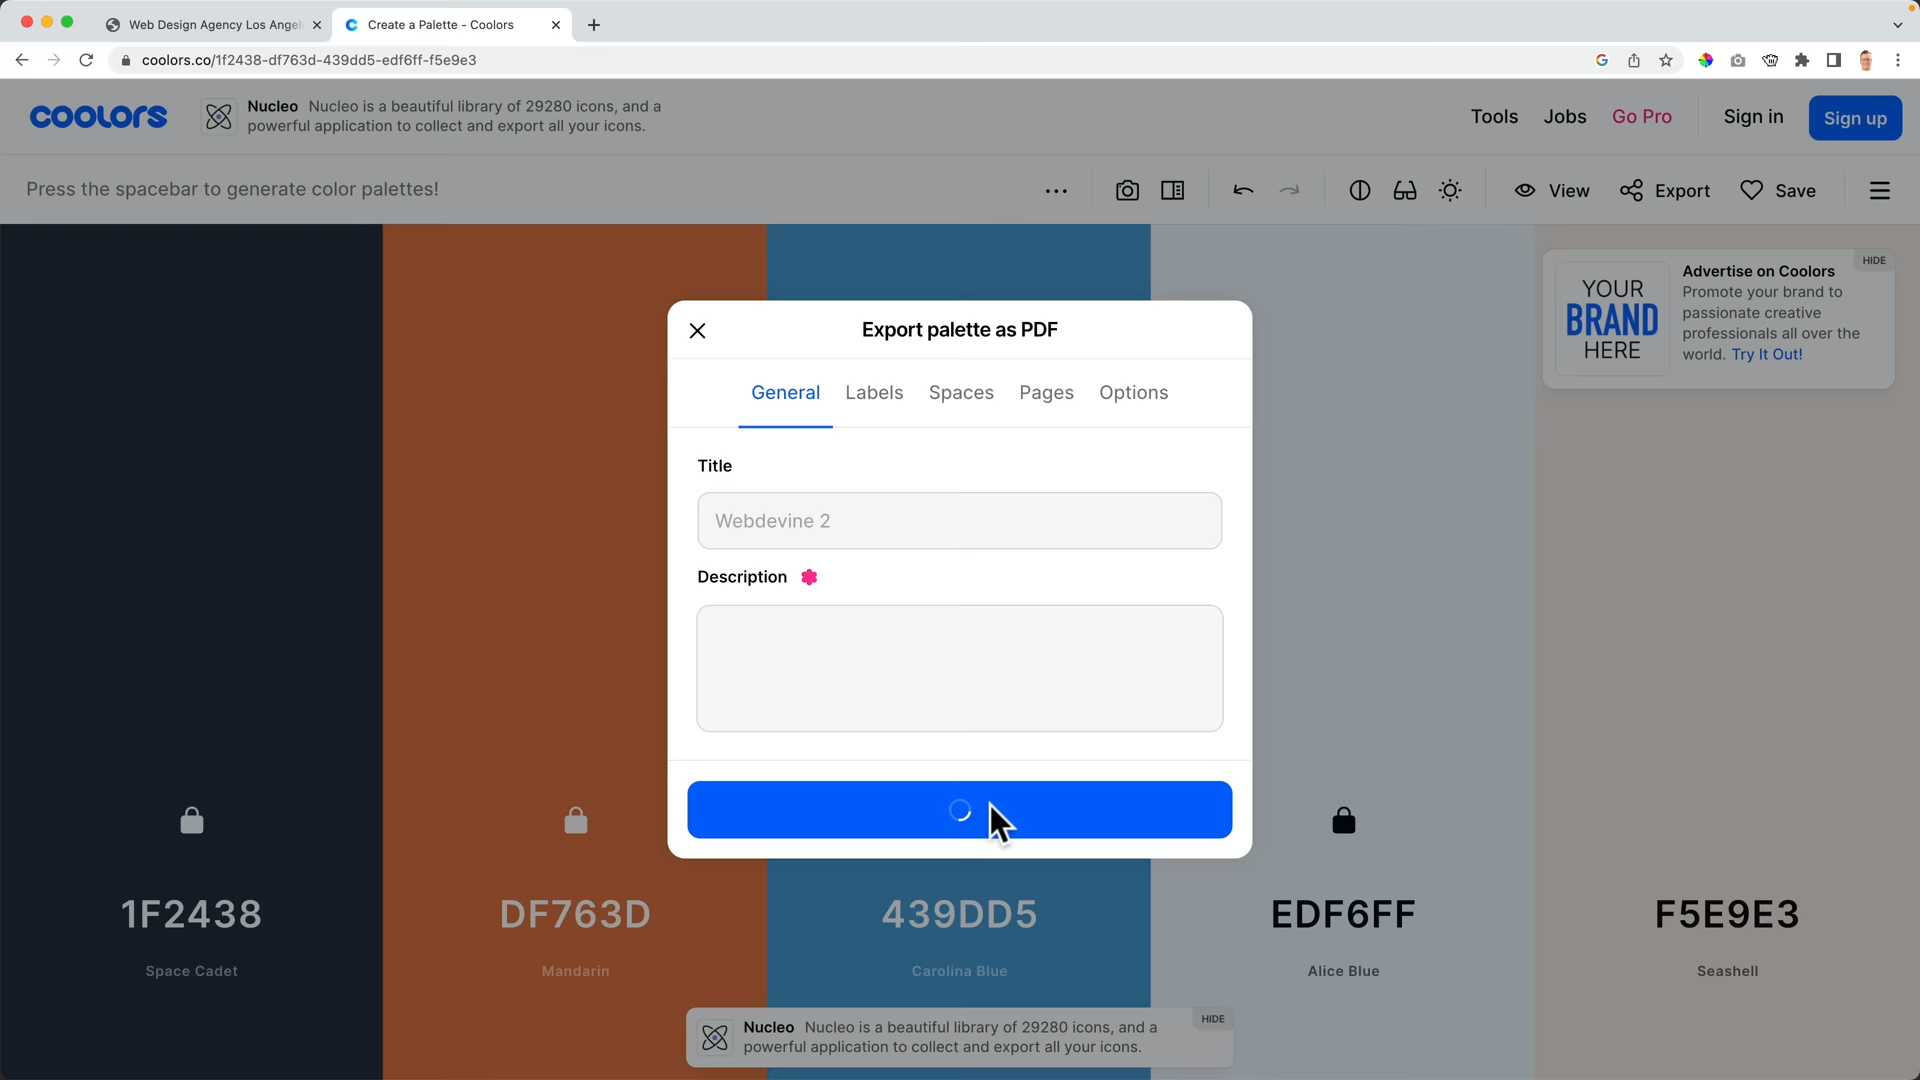 Web Design Agency Los Angel
Create a Palette - Coolors
coolors.co/1f2438-df763d-439dd5-edf6ff-f5e9e3
coolors
Nucleo Nucleo is a beautiful library of 29280 icons, and a
powerful application to collect and export all your icons.
Tools
Jobs
Go Pro
Sign in
Sign up
Press the spacebar to generate color palettes!
View
Export
Save
HIDE
YOUR
BRAND
HERE
Advertise on Coolors
Promote your brand to
passionate creative
professionals all over the
world. Try It Out!
Export palette as PDF
General
Labels
Spaces
Pages
Options
Title
Webdevine 2
Description
1F2438
DF763D
439DD5
EDF6FF
F5E9E3
Space Cadet
Mandarin
Carolina Blue
Alice Blue
Seashell
Nucleo Nucleo is a beautiful library of 29280 icons, and a
powerful application to collect and export all your icons.
HIDE